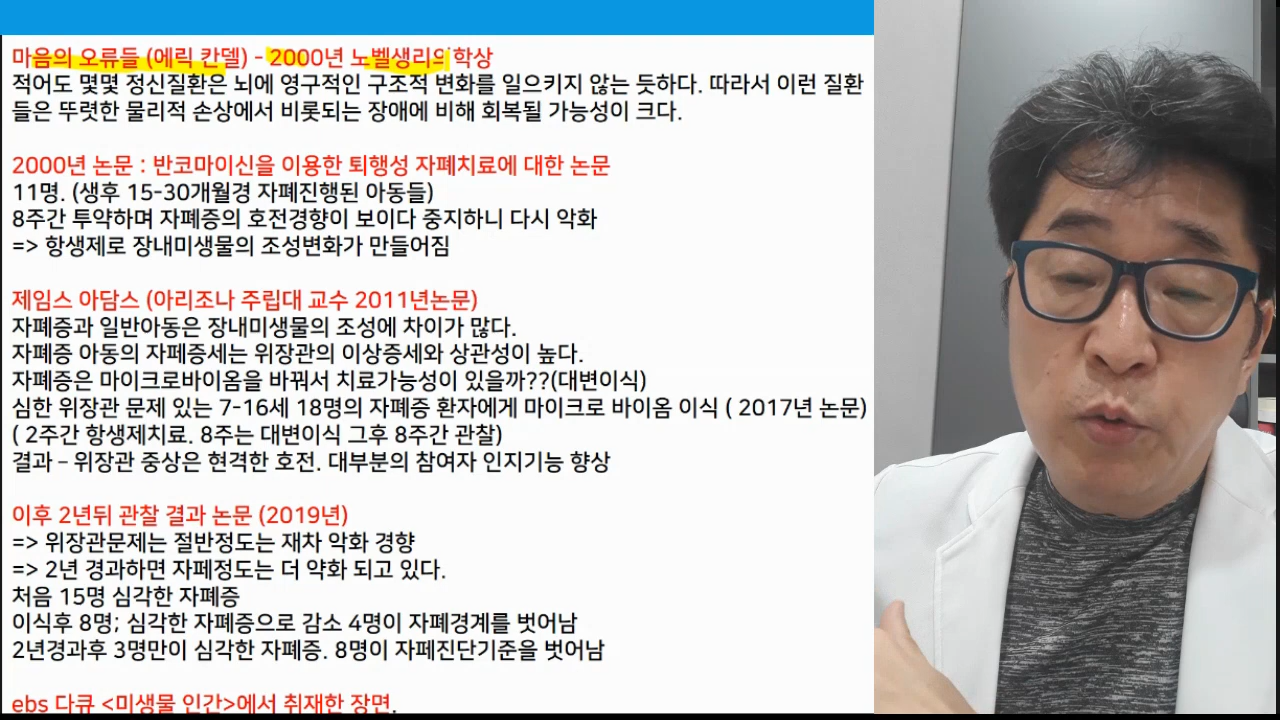 마음의 오류들 (에릭 칸델) - 2000년 노벨생리의학상
적어도 몇몇 정신질환은 뇌에 영구적인 구조적 변화를 일으키지 않는 듯하다. 따라서 이런 질환
들은 뚜렷한 물리적 손상에서 비롯되는 장애에 비해 회복될 가능성이 크다.
2000년 논문 : 반코마이신을 이용한 퇴행성 자폐치료에 대한 논문
11명. (생후 15-30개월경 자폐진행된 아동들)
8주간 투약하며 자폐증의 호전경향이 보이다 중지하니 다시 악화
=> 항생제로 장내미생물의 조성변화가 만들어짐
제임스 아담스 (아리조나 주립대 교수 2011년논문)
자폐증과 일반아동은 장내미생물의 조성에 차이가 많다.
자폐증 아동의 자페증세는 위장관의 이상증세와 상관성이 높다.
자폐증은 마이크로바이옴을 바꿔서 치료가능성이 있을까??(대변이식)
심한 위장관 문제 있는 7-16세 18명의 자폐증 환자에게 마이크로 바이옴 이식 ( 2017년 논문)
( 2주간 항생제치료. 8주는 대변이식 그후 8주간 관찰)
결과 – 위장관 중상은 현격한 호전. 대부분의 참여자 인지기능 향상
이후 2년뒤 관찰 결과 논문 (2019년)
=> 위장관문제는 절반정도는 재차 악화 경향
=> 2년 경과하면 자페정도는 더 약화 되고 있다.
처음 15명 심각한 자폐증
이식후 8명; 심각한 자폐증으로 감소 4명이 자폐경계를 벗어남
2년경과후 3명만이 심각한 자폐증. 8명이 자페진단기준을 벗어남
ebs 다큐 <미생물 인간>에서 취재한 장면.